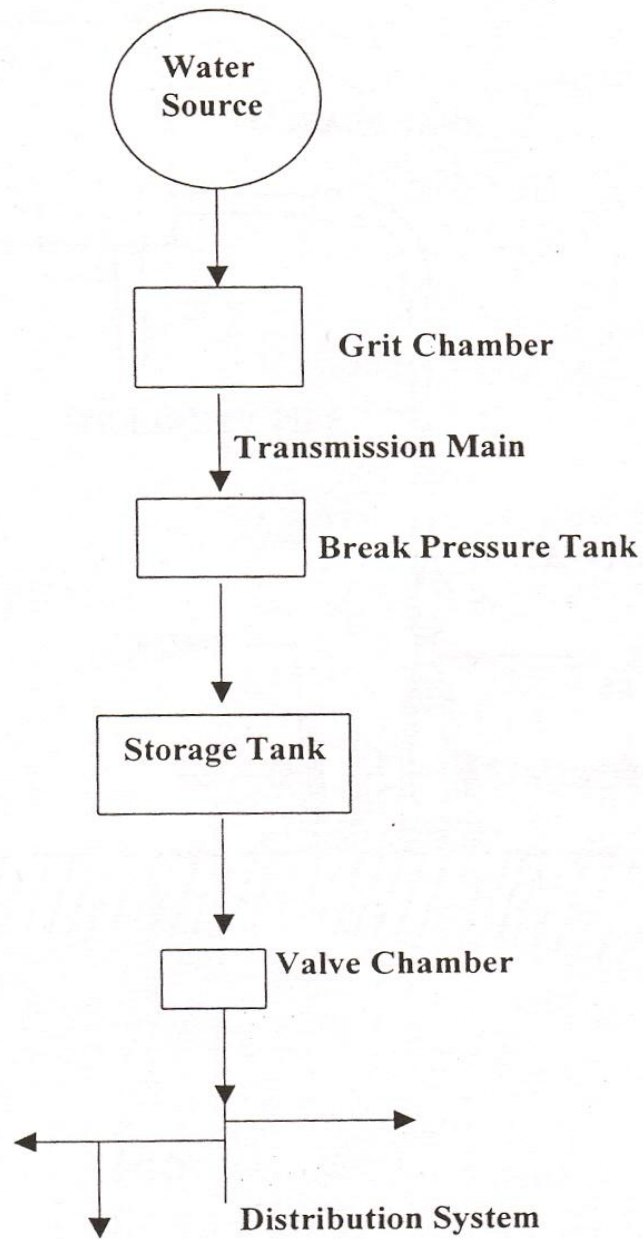 Water
Source
Grit Chamber
Transmission Main
Break Pressure Tank
Storage Tank
Valve Chamber
Distribution System